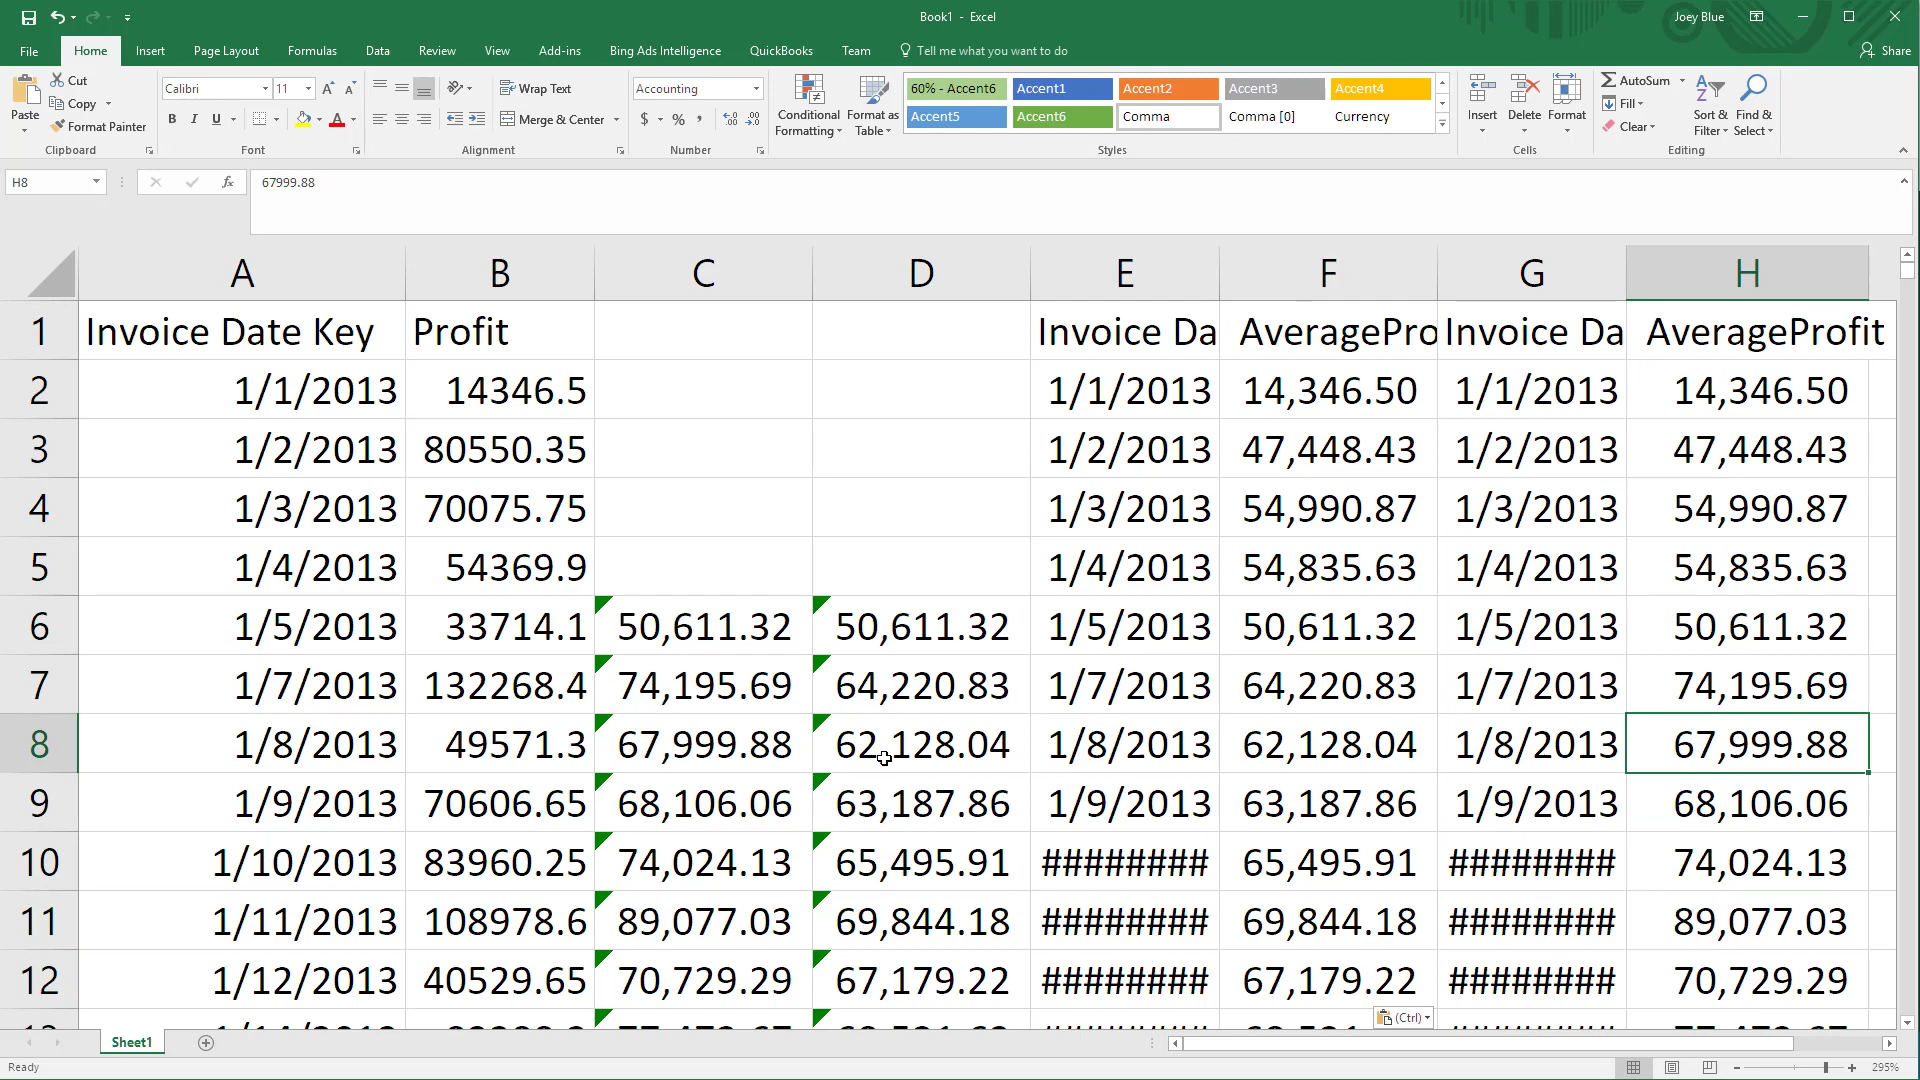 Book1 - Excel
Joey Blue
File Home Insert Page Layout Formulas Data Review View Add-ins Bing Ads Intelligence QuickBooks Team Tell me what you want to do Share
Paste
Cut
Copy
Format Painter
Clipboard
Calibri 11
B I U
Font
Wrap Text
Merge & Center
Alignment
Accounting
$ % ,
Number
Conditional Formatting
Format as Table
60% - Accent6 Accent1 Accent2 Accent3 Accent4
Accent5 Accent6 Comma Comma [0] Currency
Styles
Insert Delete Format
Cells
AutoSum
Fill
Clear
Sort & Filter
Find & Select
Editing
H8 fx 67999.88
A B C D E F G H
1 Invoice Date Key Profit Invoice Da AveragePro Invoice Da AverageProfit
2 1/1/2013 14346.5 1/1/2013 14,346.50 1/1/2013 14,346.50
3 1/2/2013 80550.35 1/2/2013 47,448.43 1/2/2013 47,448.43
4 1/3/2013 70075.75 1/3/2013 54,990.87 1/3/2013 54,990.87
5 1/4/2013 54369.9 1/4/2013 54,835.63 1/4/2013 54,835.63
6 1/5/2013 33714.1 50,611.32 50,611.32 1/5/2013 50,611.32 1/5/2013 50,611.32
7 1/7/2013 132268.4 74,195.69 64,220.83 1/7/2013 64,220.83 1/7/2013 74,195.69
8 1/8/2013 49571.3 67,999.88 62,128.04 1/8/2013 62,128.04 1/8/2013 67,999.88
9 1/9/2013 70606.65 68,106.06 63,187.86 1/9/2013 63,187.86 1/9/2013 68,106.06
10 1/10/2013 83960.25 74,024.13 65,495.91 ######## 65,495.91 ######## 74,024.13
11 1/11/2013 108978.6 89,077.03 69,844.18 ######## 69,844.18 ######## 89,077.03
12 1/12/2013 40529.65 70,729.29 67,179.22 ######## 67,179.22 ######## 70,729.29
(Ctrl)
Sheet1
Ready
295%